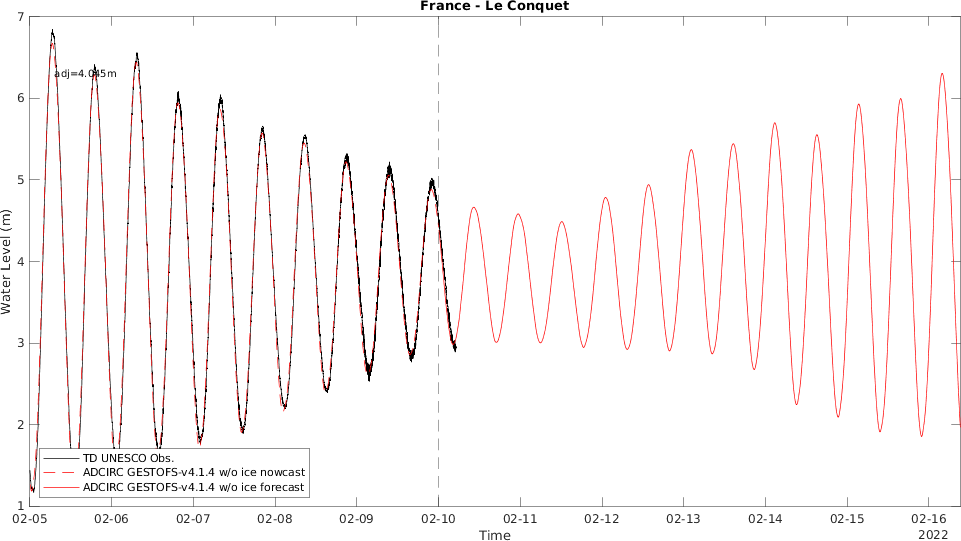 France - Le Conquet
7
6
5
4
3
2
1
Water Level (m)
adj=4.045m
TD UNESCO Obs.
ADCIRC GESTOFS-v4.1.4 w/o ice nowcast
ADCIRC GESTOFS-v4.1.4 w/o ice forecast
02-05 02-06 02-07 02-08 02-09 02-10 02-11 02-12 02-13 02-14 02-15 02-16
Time
2022